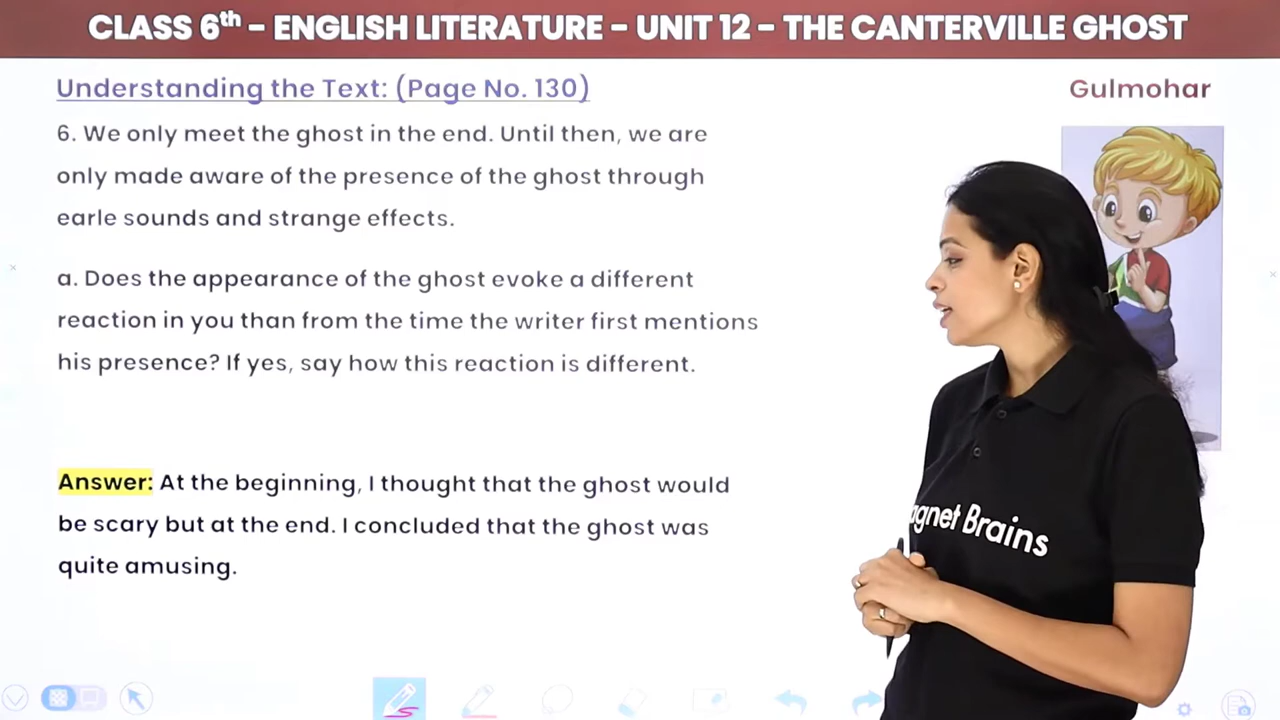 CLASS 6th – ENGLISH LITERATURE – UNIT 12 – THE CANTERVILLE GHOST
Understanding the Text: (Page No. 130)
Gulmohar
6. We only meet the ghost in the end. Until then, we are
only made aware of the presence of the ghost through
earle sounds and strange effects.
a. Does the appearance of the ghost evoke a different
reaction in you than from the time the writer first mentions
his presence? If yes, say how this reaction is different.
Answer: At the beginning, I thought that the ghost would
be scary but at the end. I concluded that the ghost was
quite amusing.
agnet Brains